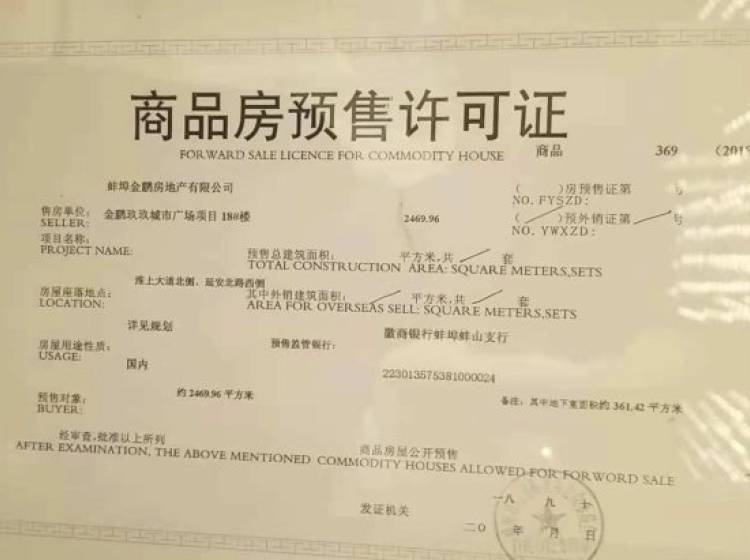 商品房预售许可证
FORWARD SALE LICENCE FOR COMMODITY HOUSE 商品 369 (201
蚌埠金鹏房地产有限公司 ( )房预售证第 号
NO.FYSZD:
售房单位: 金鹏玖玖城市广场项目 18#楼 2469.96 ( )预外销证第 号
SELLER: NO.YWXZD:
项目名称: 预售总建筑面积: 平方米,共 套
PROJECT NAME: TOTAL CONSTRUCTION AREA: SQUARE METERS,SETS
淮上大道北侧、延安北路西侧
房屋座落地点: 其中外销建筑面积: 平方米,共 套
LOCATION: AREA FOR OVERSEAS SELL: SQUARE METERS,SETS
详见规划 徽商银行蚌埠蚌山支行
房屋用途性质: 预售监管银行:
USAGE:
国内 223013575381000024
预售对象: 约 2469.96 平方米 备注: 其中地下室面积约 361.42 平方米
BUYER:
经审查,批准以上所列 商品房屋公开预售
AFTER EXAMINATION, THE ABOVE MENTIONED COMMODITY HOUSES ALLOWED FOR FORWORD SALE
发证机关 一八 九 十
二〇 年 月 日